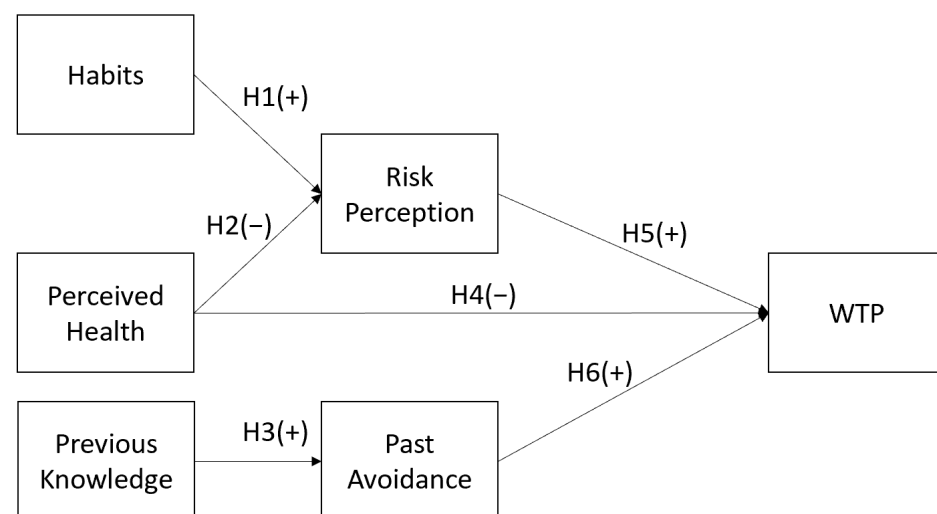 Habits
H1(+)
Risk
Perception
H2(−)
H5(+)
Perceived
Health
H4(−)
WTP
H6(+)
Previous
Knowledge
H3(+)
Past
Avoidance